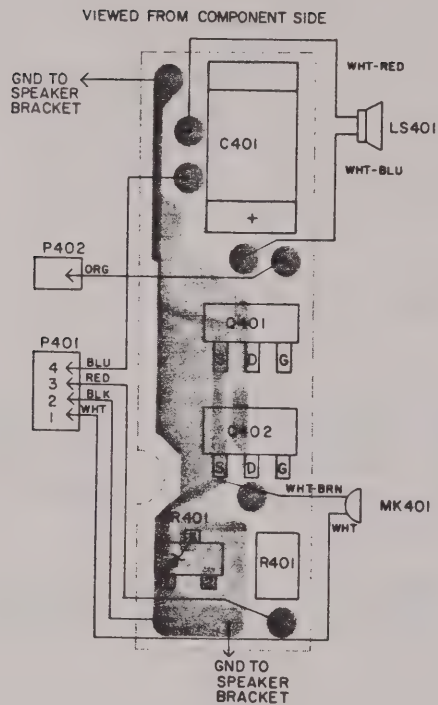 VIEWED FROM COMPONENT SIDE
GND TO
SPEAKER
BRACKET
WHT-RED
LS401
C401
WHT-BLU
+
P402
ORG
Q401
S D G
P401
4 BLU
3 RED
2 BLK
1 WHT
Q402
S D G
WHT-BRN
MK401
WHT
R401
GND TO
SPEAKER
BRACKET